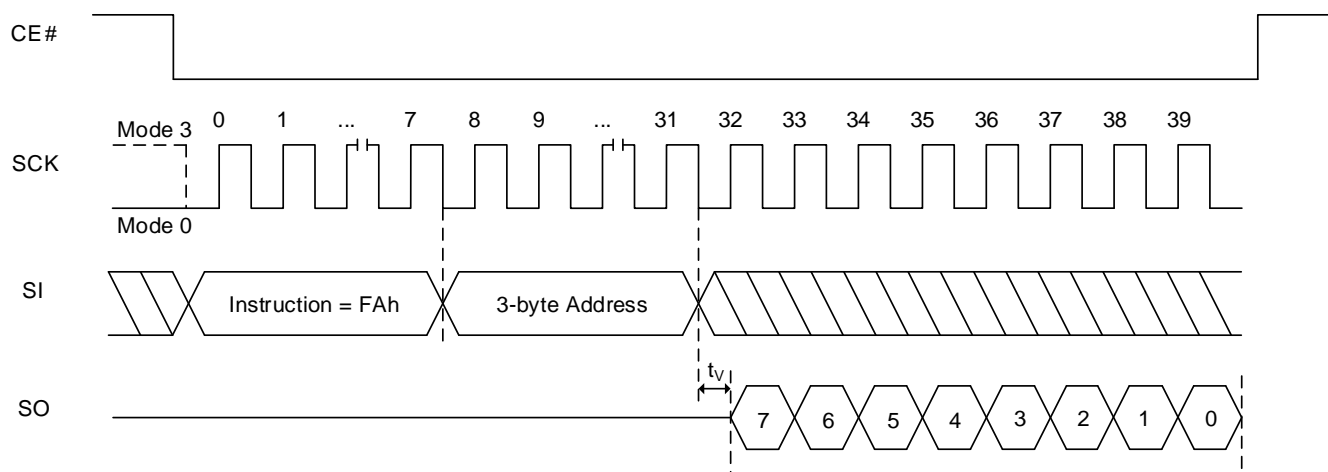 CE#
0 1 ... 7 8 9 ... 31 32 33 34 35 36 37 38 39
Mode 3
SCK
Mode 0
SI
Instruction = FAh
3-byte Address
tV
SO
7 6 5 4 3 2 1 0